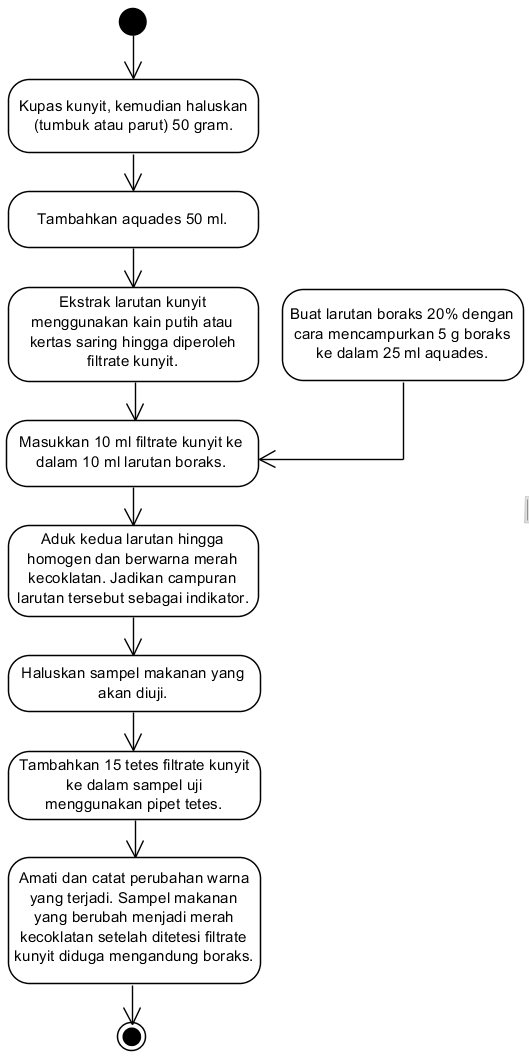 Kupas kunyit, kemudian haluskan
(tumbuk atau parut) 50 gram.
Tambahkan aquades 50 ml.
Ekstrak larutan kunyit
menggunakan kain putih atau
kertas saring hingga diperoleh
filtrate kunyit.
Buat larutan boraks 20% dengan
cara mencampurkan 5 g boraks
ke dalam 25 ml aquades.
Masukkan 10 ml filtrate kunyit ke
dalam 10 ml larutan boraks.
Aduk kedua larutan hingga
homogen dan berwarna merah
kecoklatan. Jadikan campuran
larutan tersebut sebagai indikator.
Haluskan sampel makanan yang
akan diuji.
Tambahkan 15 tetes filtrate kunyit
ke dalam sampel uji
menggunakan pipet tetes.
Amati dan catat perubahan warna
yang terjadi. Sampel makanan
yang berubah menjadi merah
kecoklatan setelah ditetesi filtrate
kunyit diduga mengandung boraks.